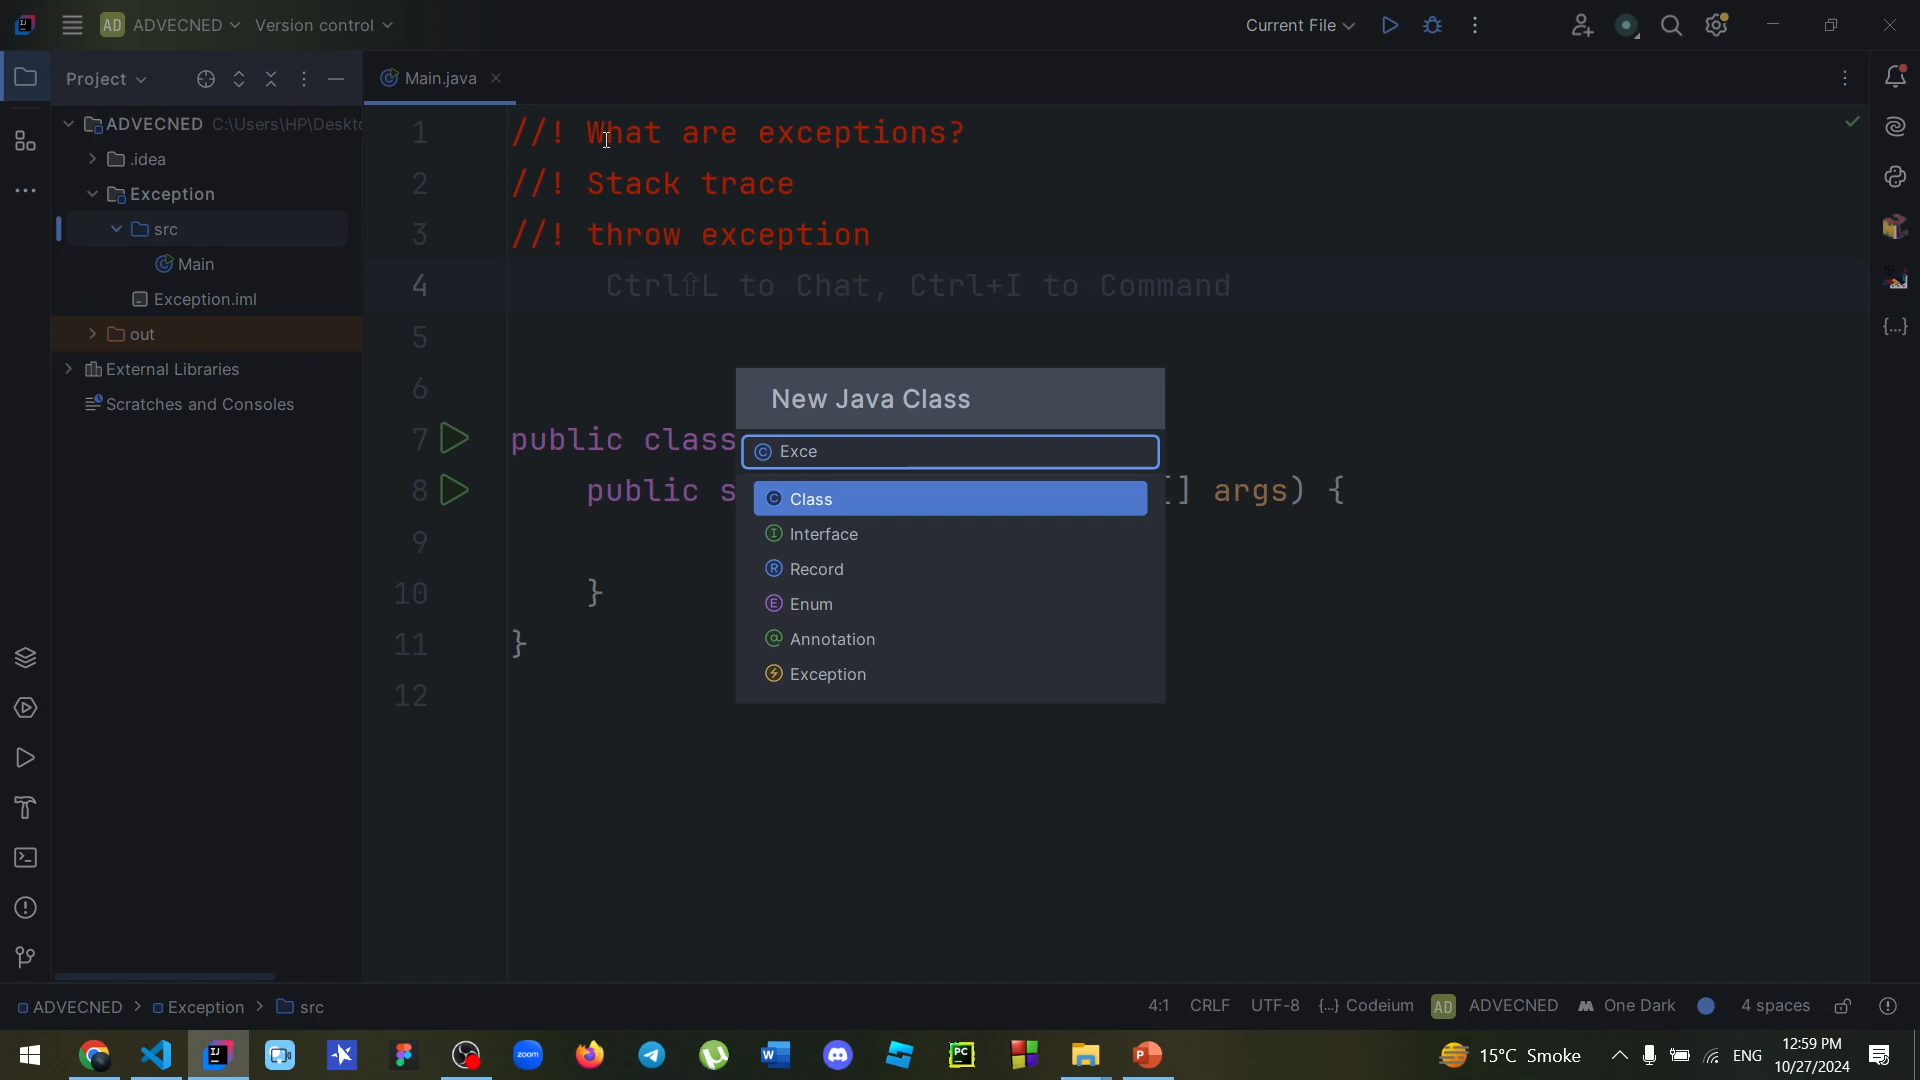 AD ADVECNED Version control Current File
Project
Main.java
ADVECNED C:\Users\HP\Deskto
.idea
Exception
src
Main
Exception.iml
out
External Libraries
Scratches and Consoles
1 //! What are exceptions?
2 //! Stack trace
3 //! throw exception
4 Ctrl⇧L to Chat, Ctrl+I to Command
5
6
7 public class
8 public s [] args) {
9
10 }
11 }
12
New Java Class
Exce
Class
Interface
Record
Enum
Annotation
Exception
ADVECNED > Exception > src 4:1 CRLF UTF-8 {...} Codeium AD ADVECNED One Dark 4 spaces
zoom
15°C Smoke ENG 12:59 PM
10/27/2024